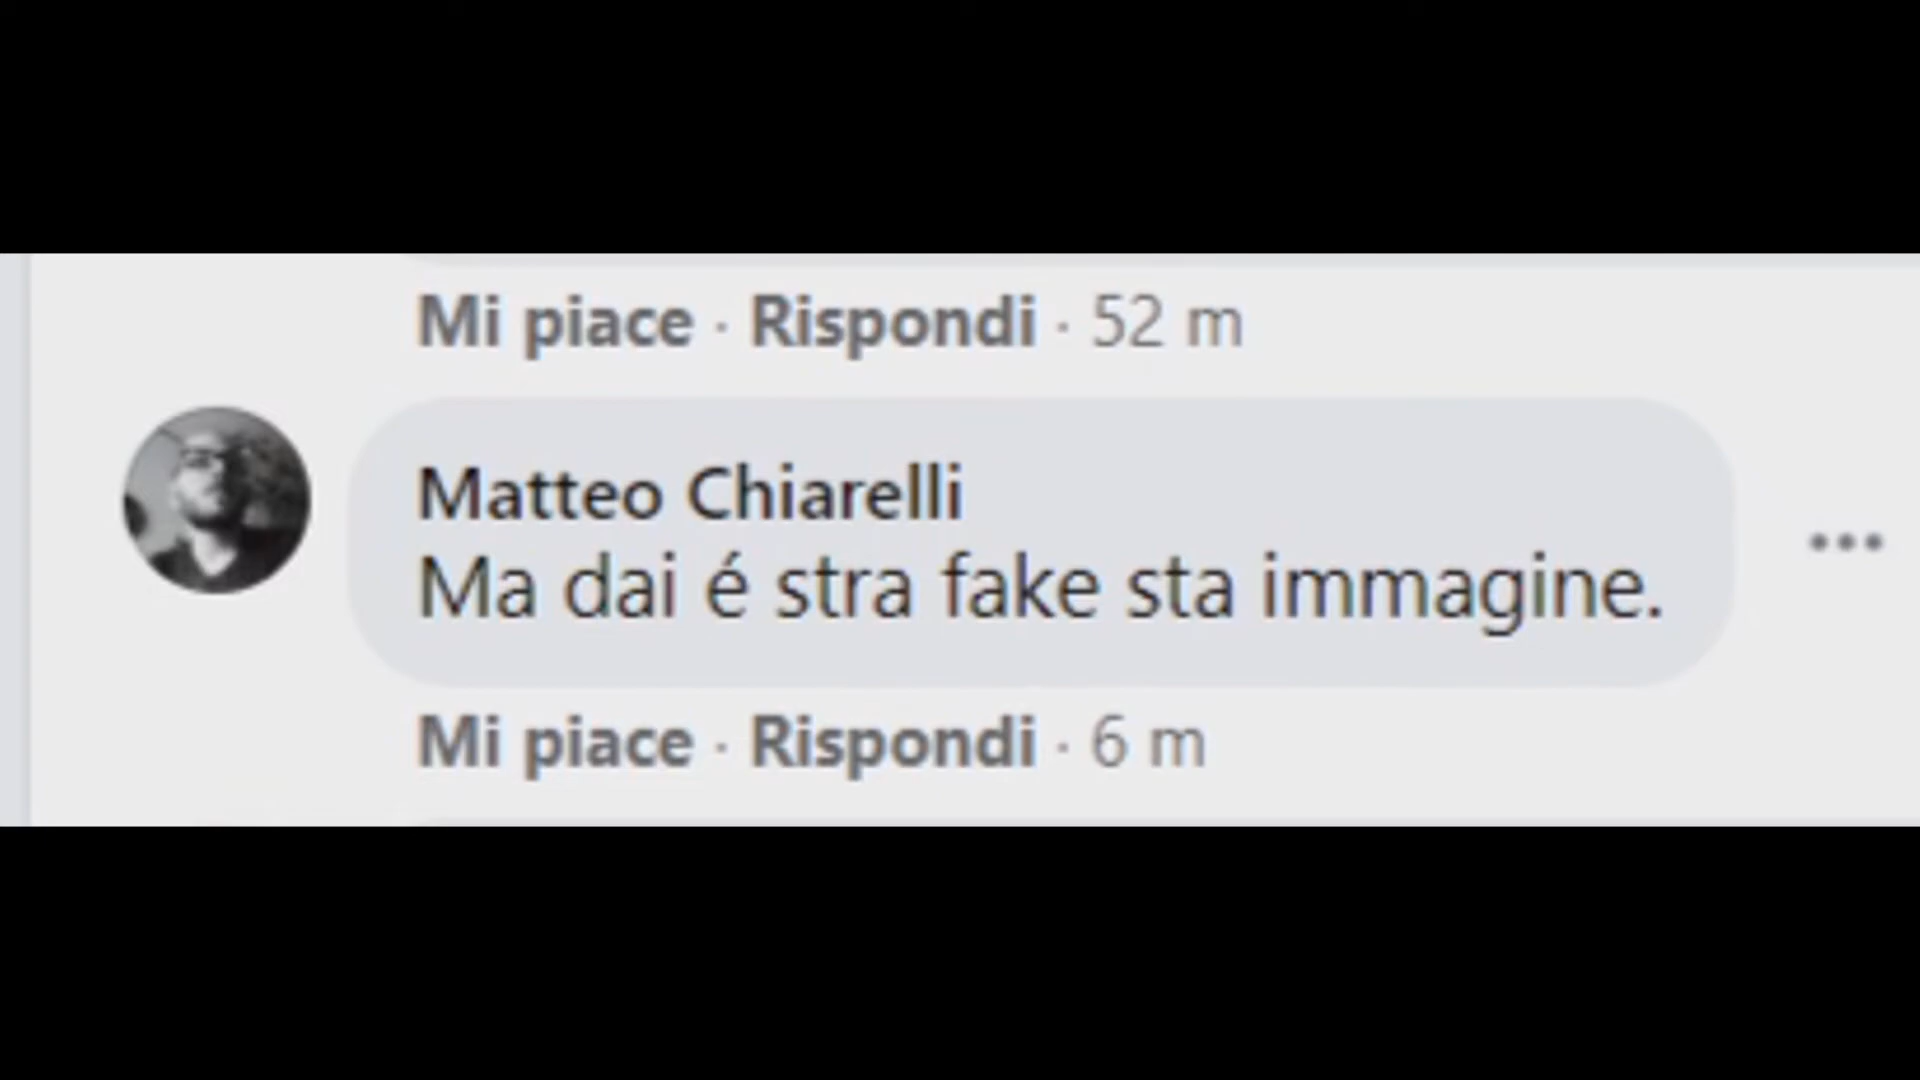 Mi piace · Rispondi · 52 m
Matteo Chiarelli
Ma dai é stra fake sta immagine.
Mi piace · Rispondi · 6 m